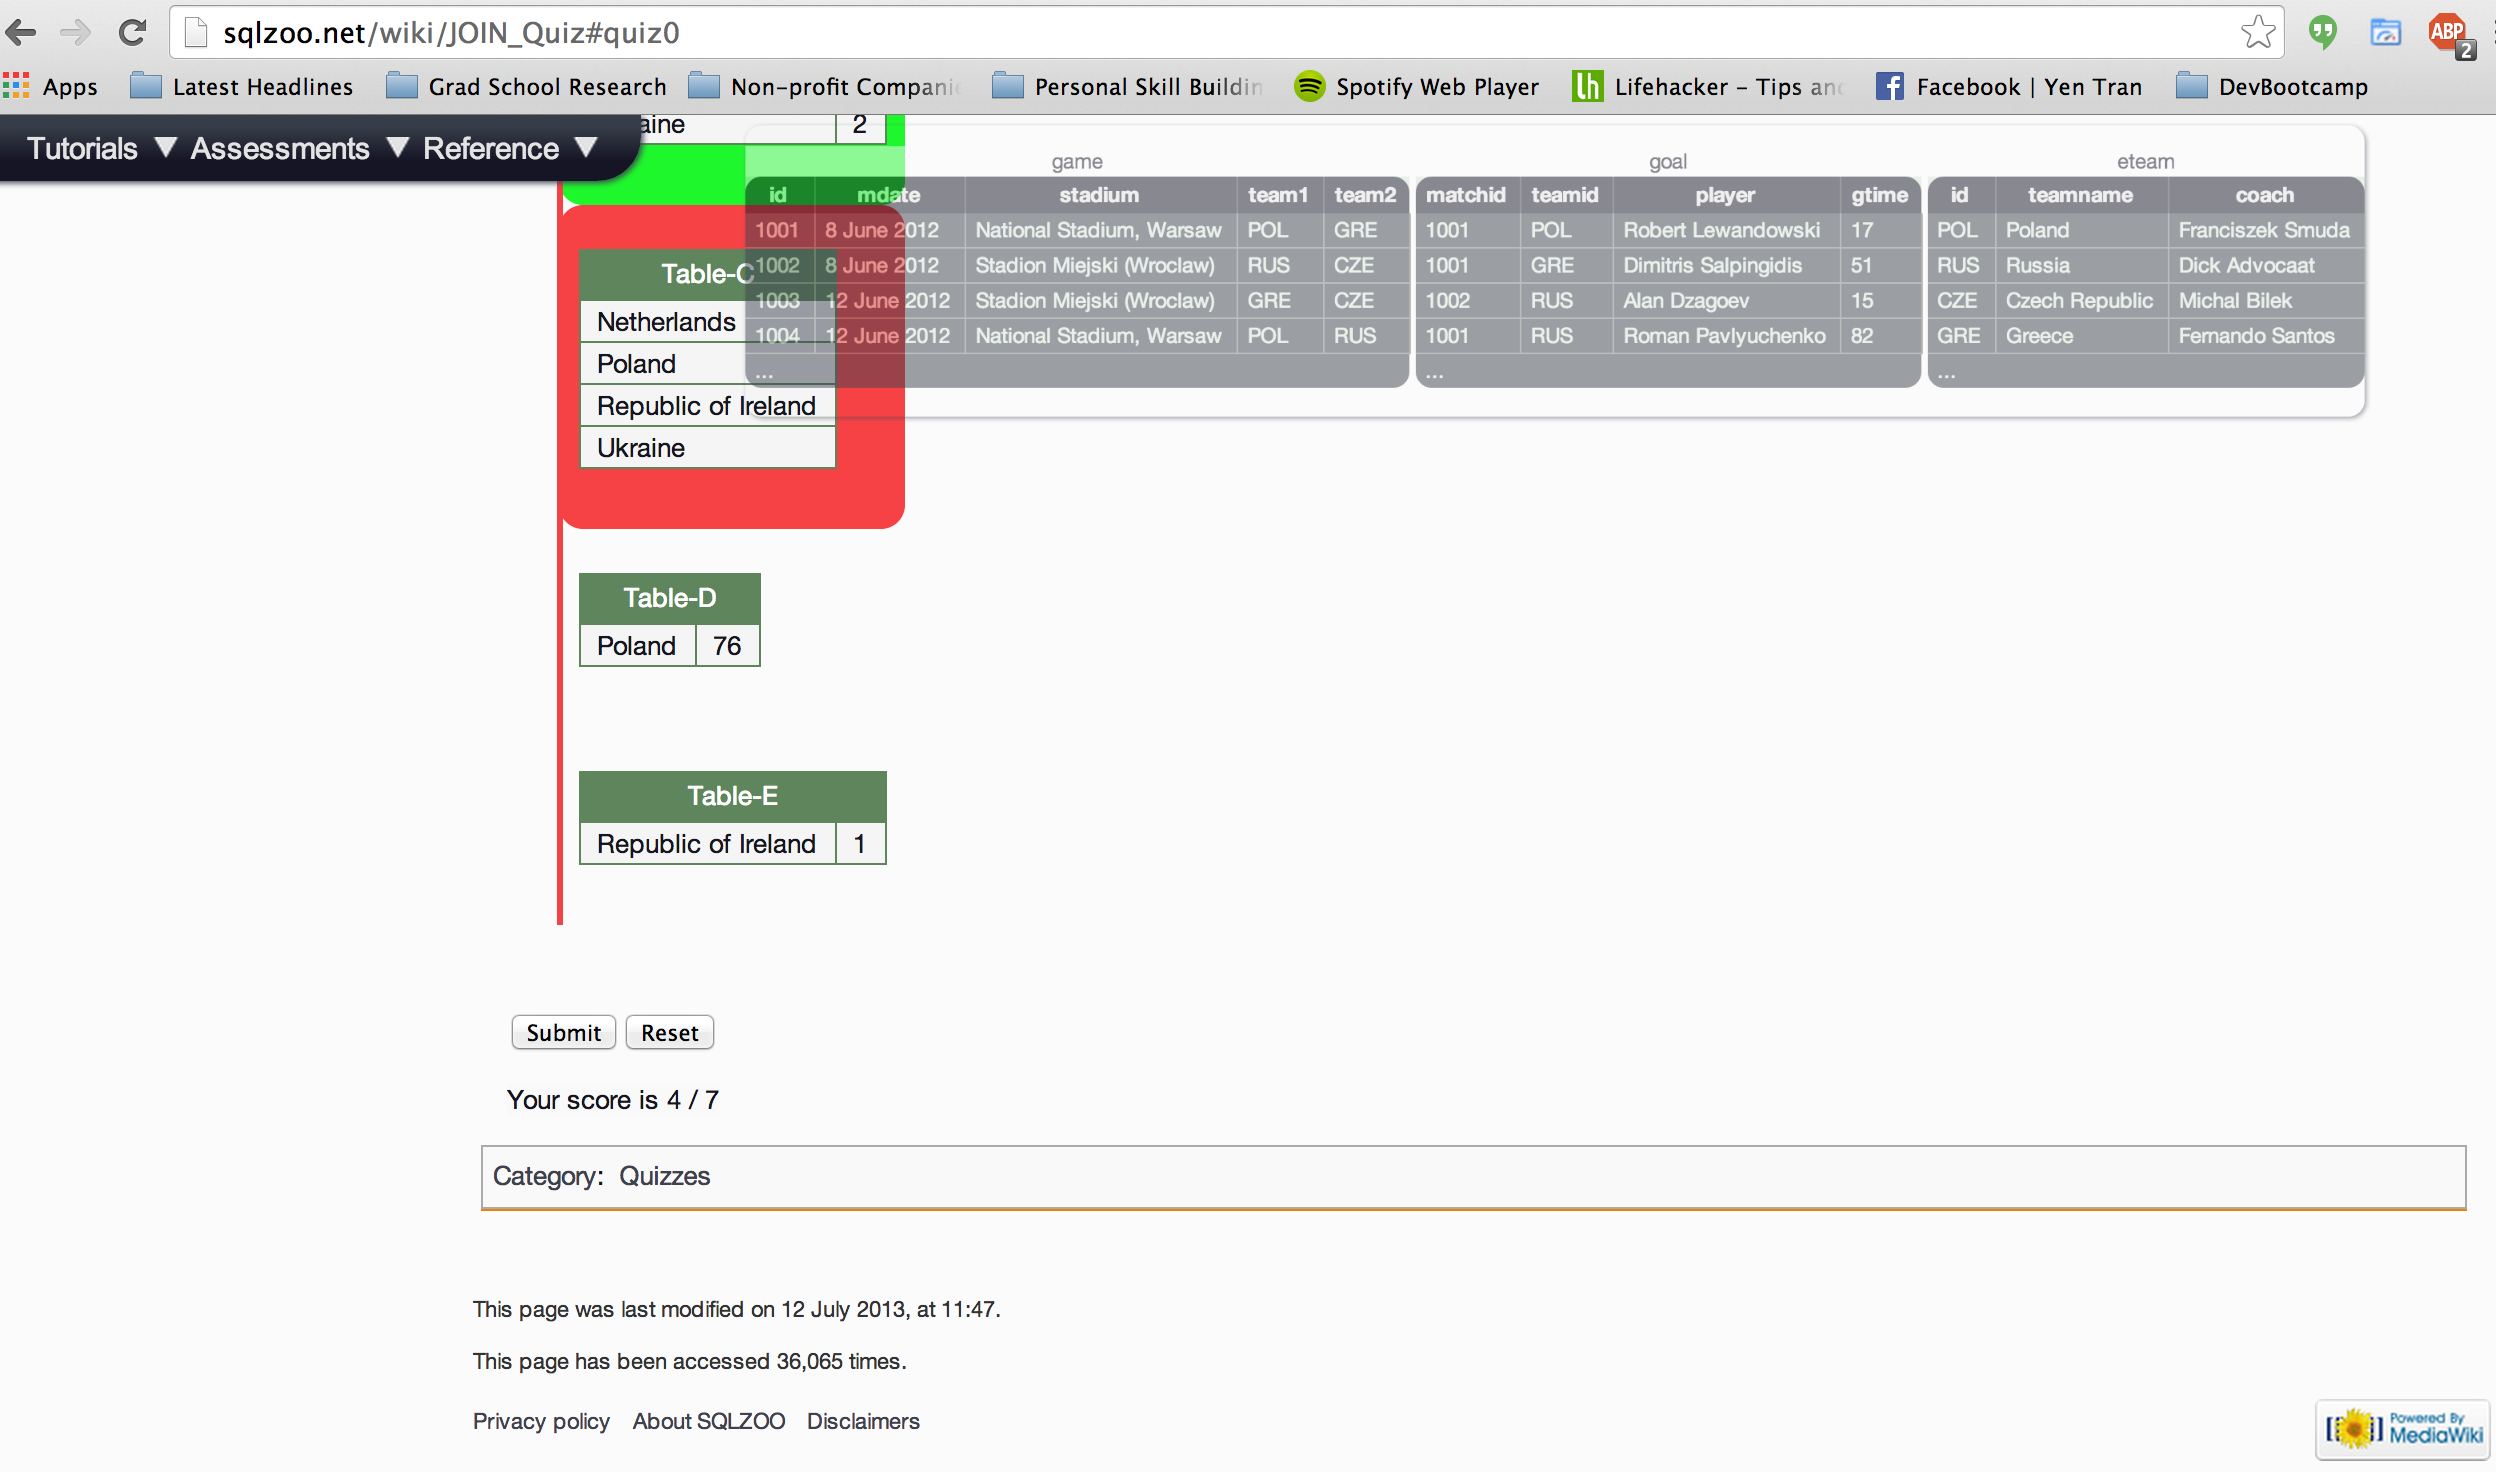 sqlzoo.net/wiki/JOIN_Quiz#quiz0
ABP
2
Apps Latest Headlines Grad School Research Non-profit Companie Personal Skill Buildin Spotify Web Player lh Lifehacker - Tips and Facebook | Yen Tran DevBootcamp
Tutorials ▼ Assessments ▼ Reference ▼
aine 2
game goal eteam
id mdate stadium team1 team2 matchid teamid player gtime id teamname coach
1001 8 June 2012 National Stadium, Warsaw POL GRE 1001 POL Robert Lewandowski 17 POL Poland Franciszek Smuda
1002 8 June 2012 Stadion Miejski (Wroclaw) RUS CZE 1001 GRE Dimitris Salpingidis 51 RUS Russia Dick Advocaat
1003 12 June 2012 Stadion Miejski (Wroclaw) GRE CZE 1002 RUS Alan Dzagoev 15 CZE Czech Republic Michal Bilek
1004 12 June 2012 National Stadium, Warsaw POL RUS 1001 RUS Roman Pavlyuchenko 82 GRE Greece Fernando Santos
... ... ...
Table-C
Netherlands
Poland
Republic of Ireland
Ukraine
Table-D
Poland 76
Table-E
Republic of Ireland 1
Submit Reset
Your score is 4 / 7
Category: Quizzes
This page was last modified on 12 July 2013, at 11:47.
This page has been accessed 36,065 times.
Privacy policy About SQLZOO Disclaimers
Powered By
MediaWiki